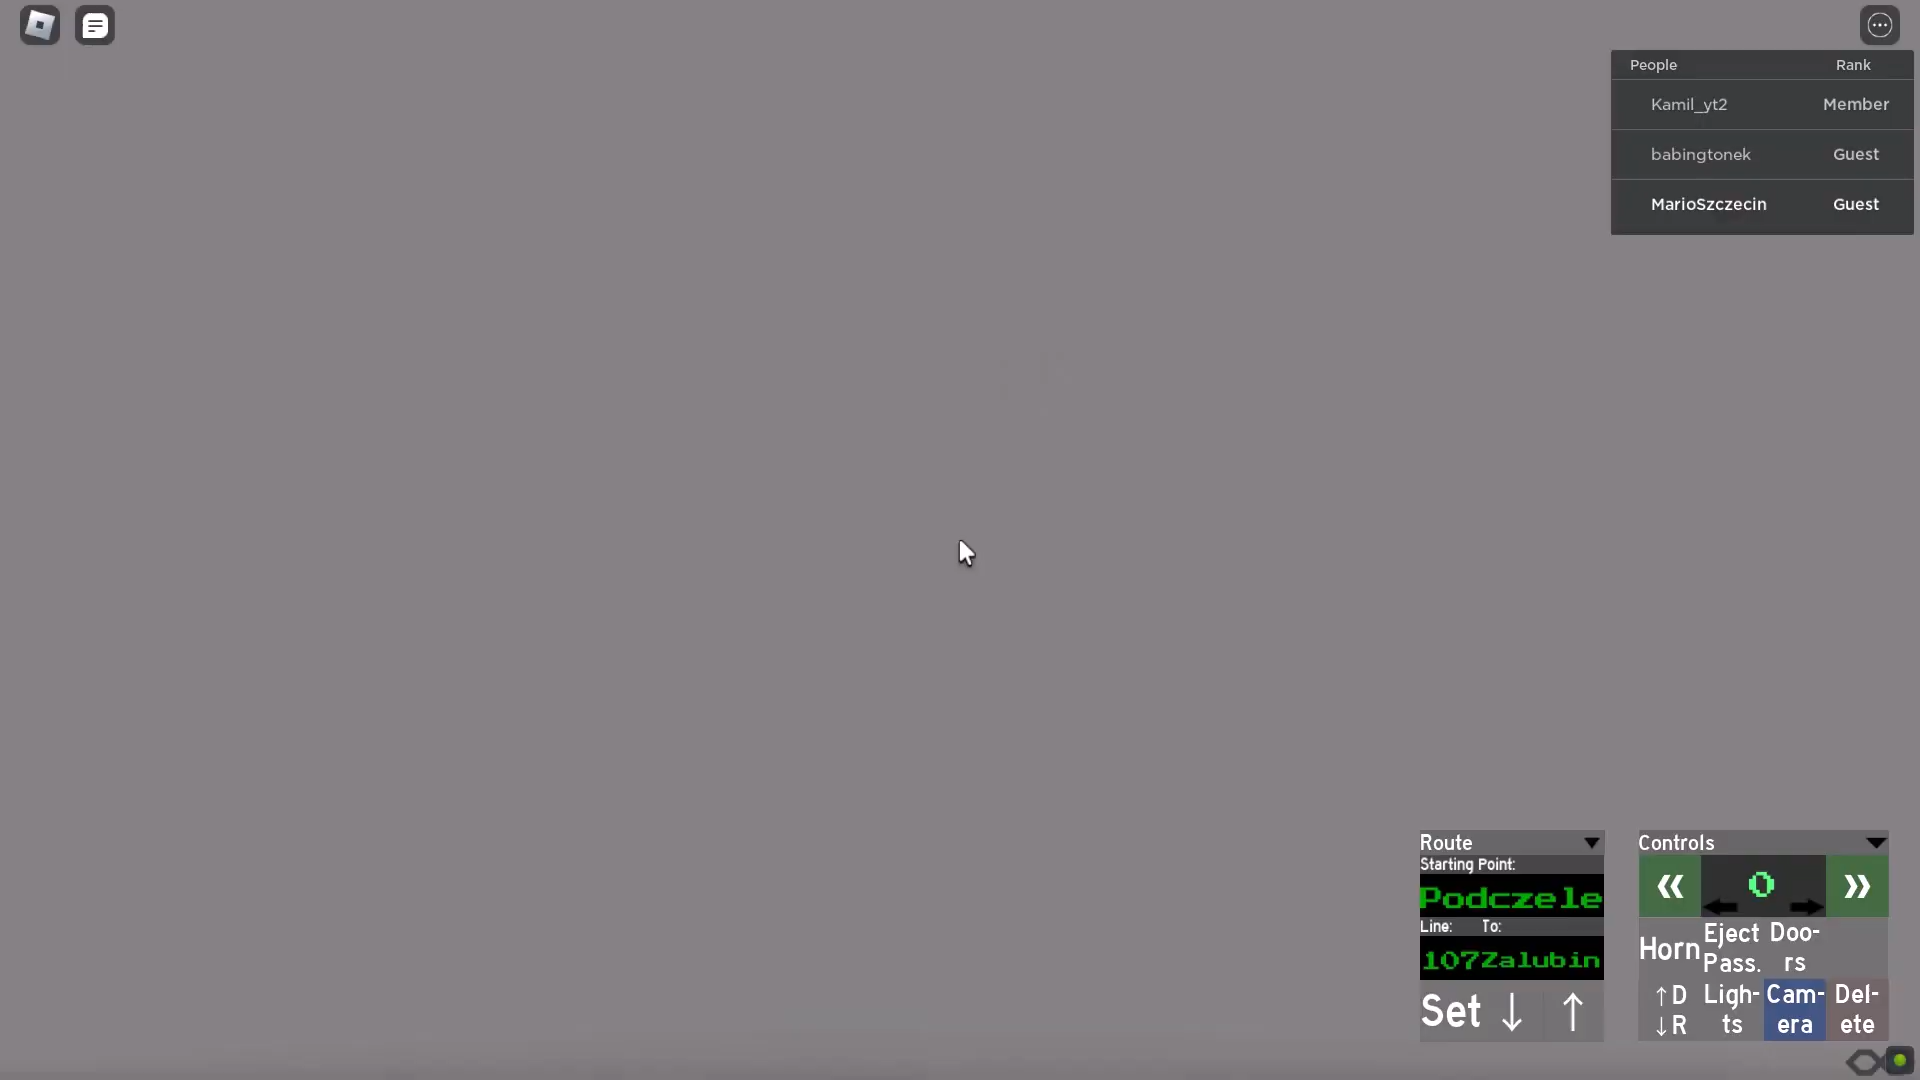 People Rank
Kamil_yt2 Member
babingtonek Guest
MarioSzczecin Guest
Route
Starting Point:
Podczele
Line: To:
107Zalubin
Set ↓ ↑
Controls
« 0 »
Horn
Eject
Pass.
Doo-
rs
↑D
↓R
Ligh-
ts
Cam-
era
Del-
ete